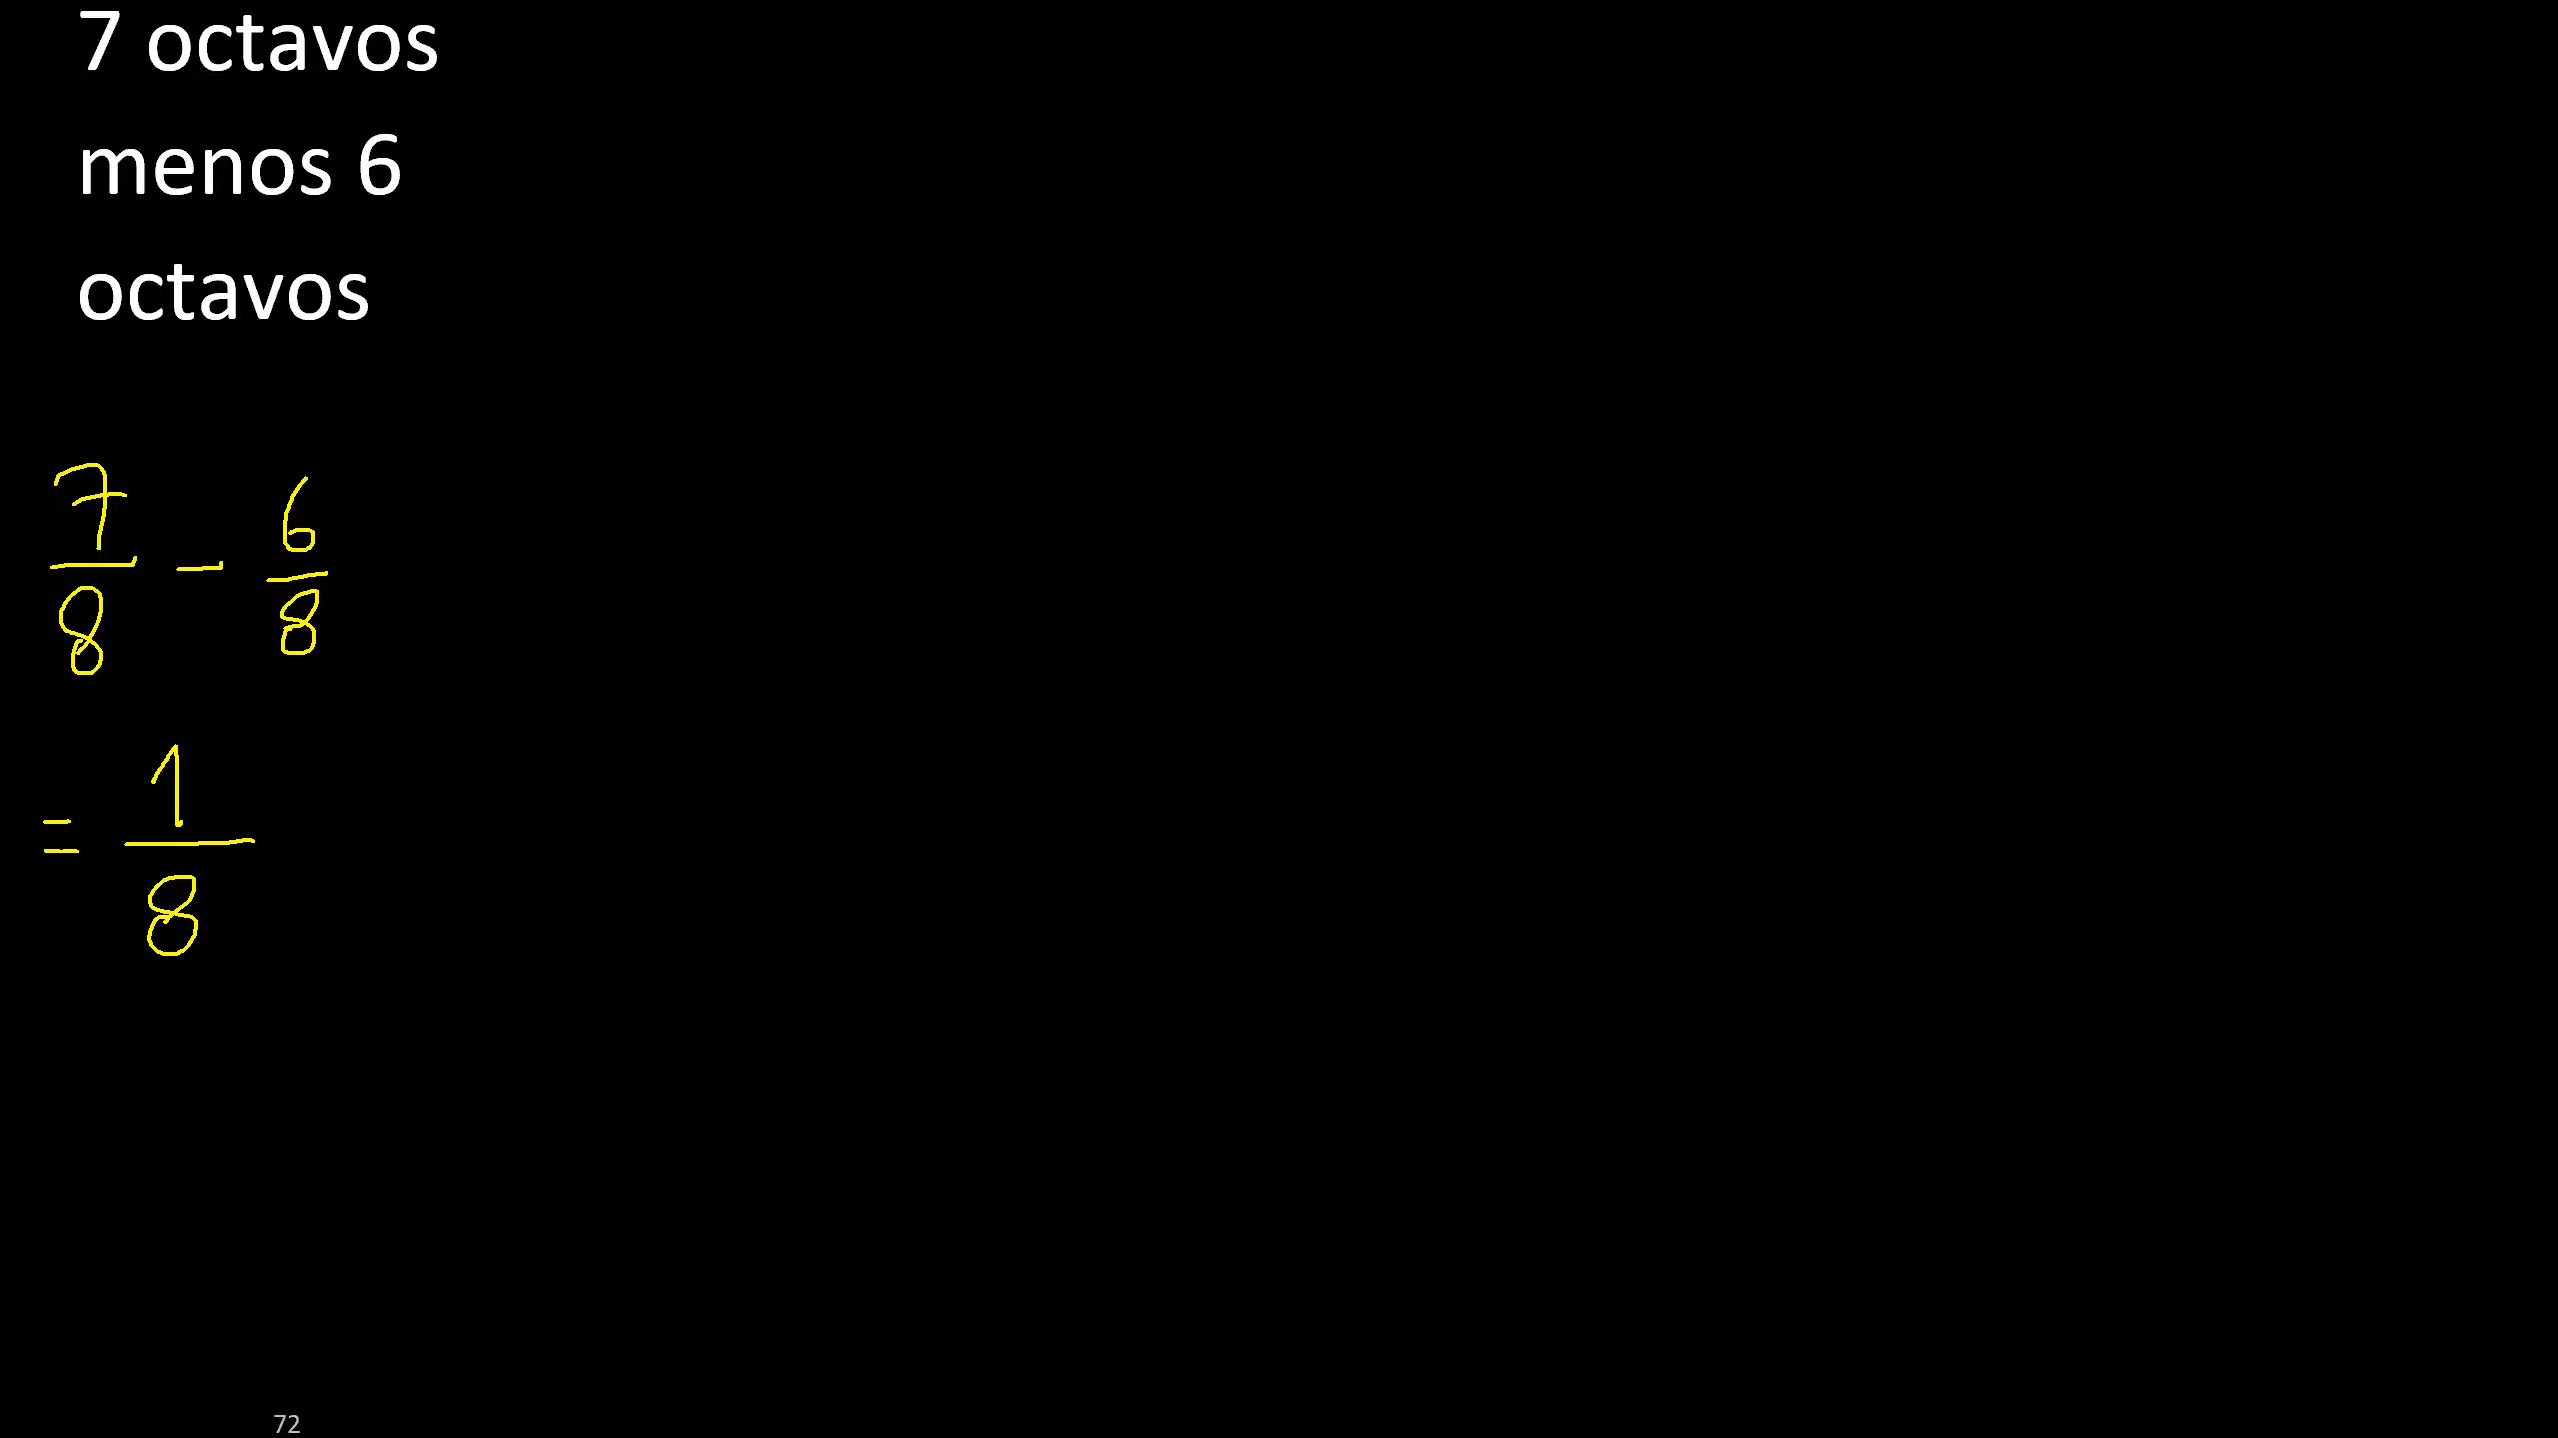 7 octavos
menos 6
octavos
7/8 - 6/8
= 1/8
72